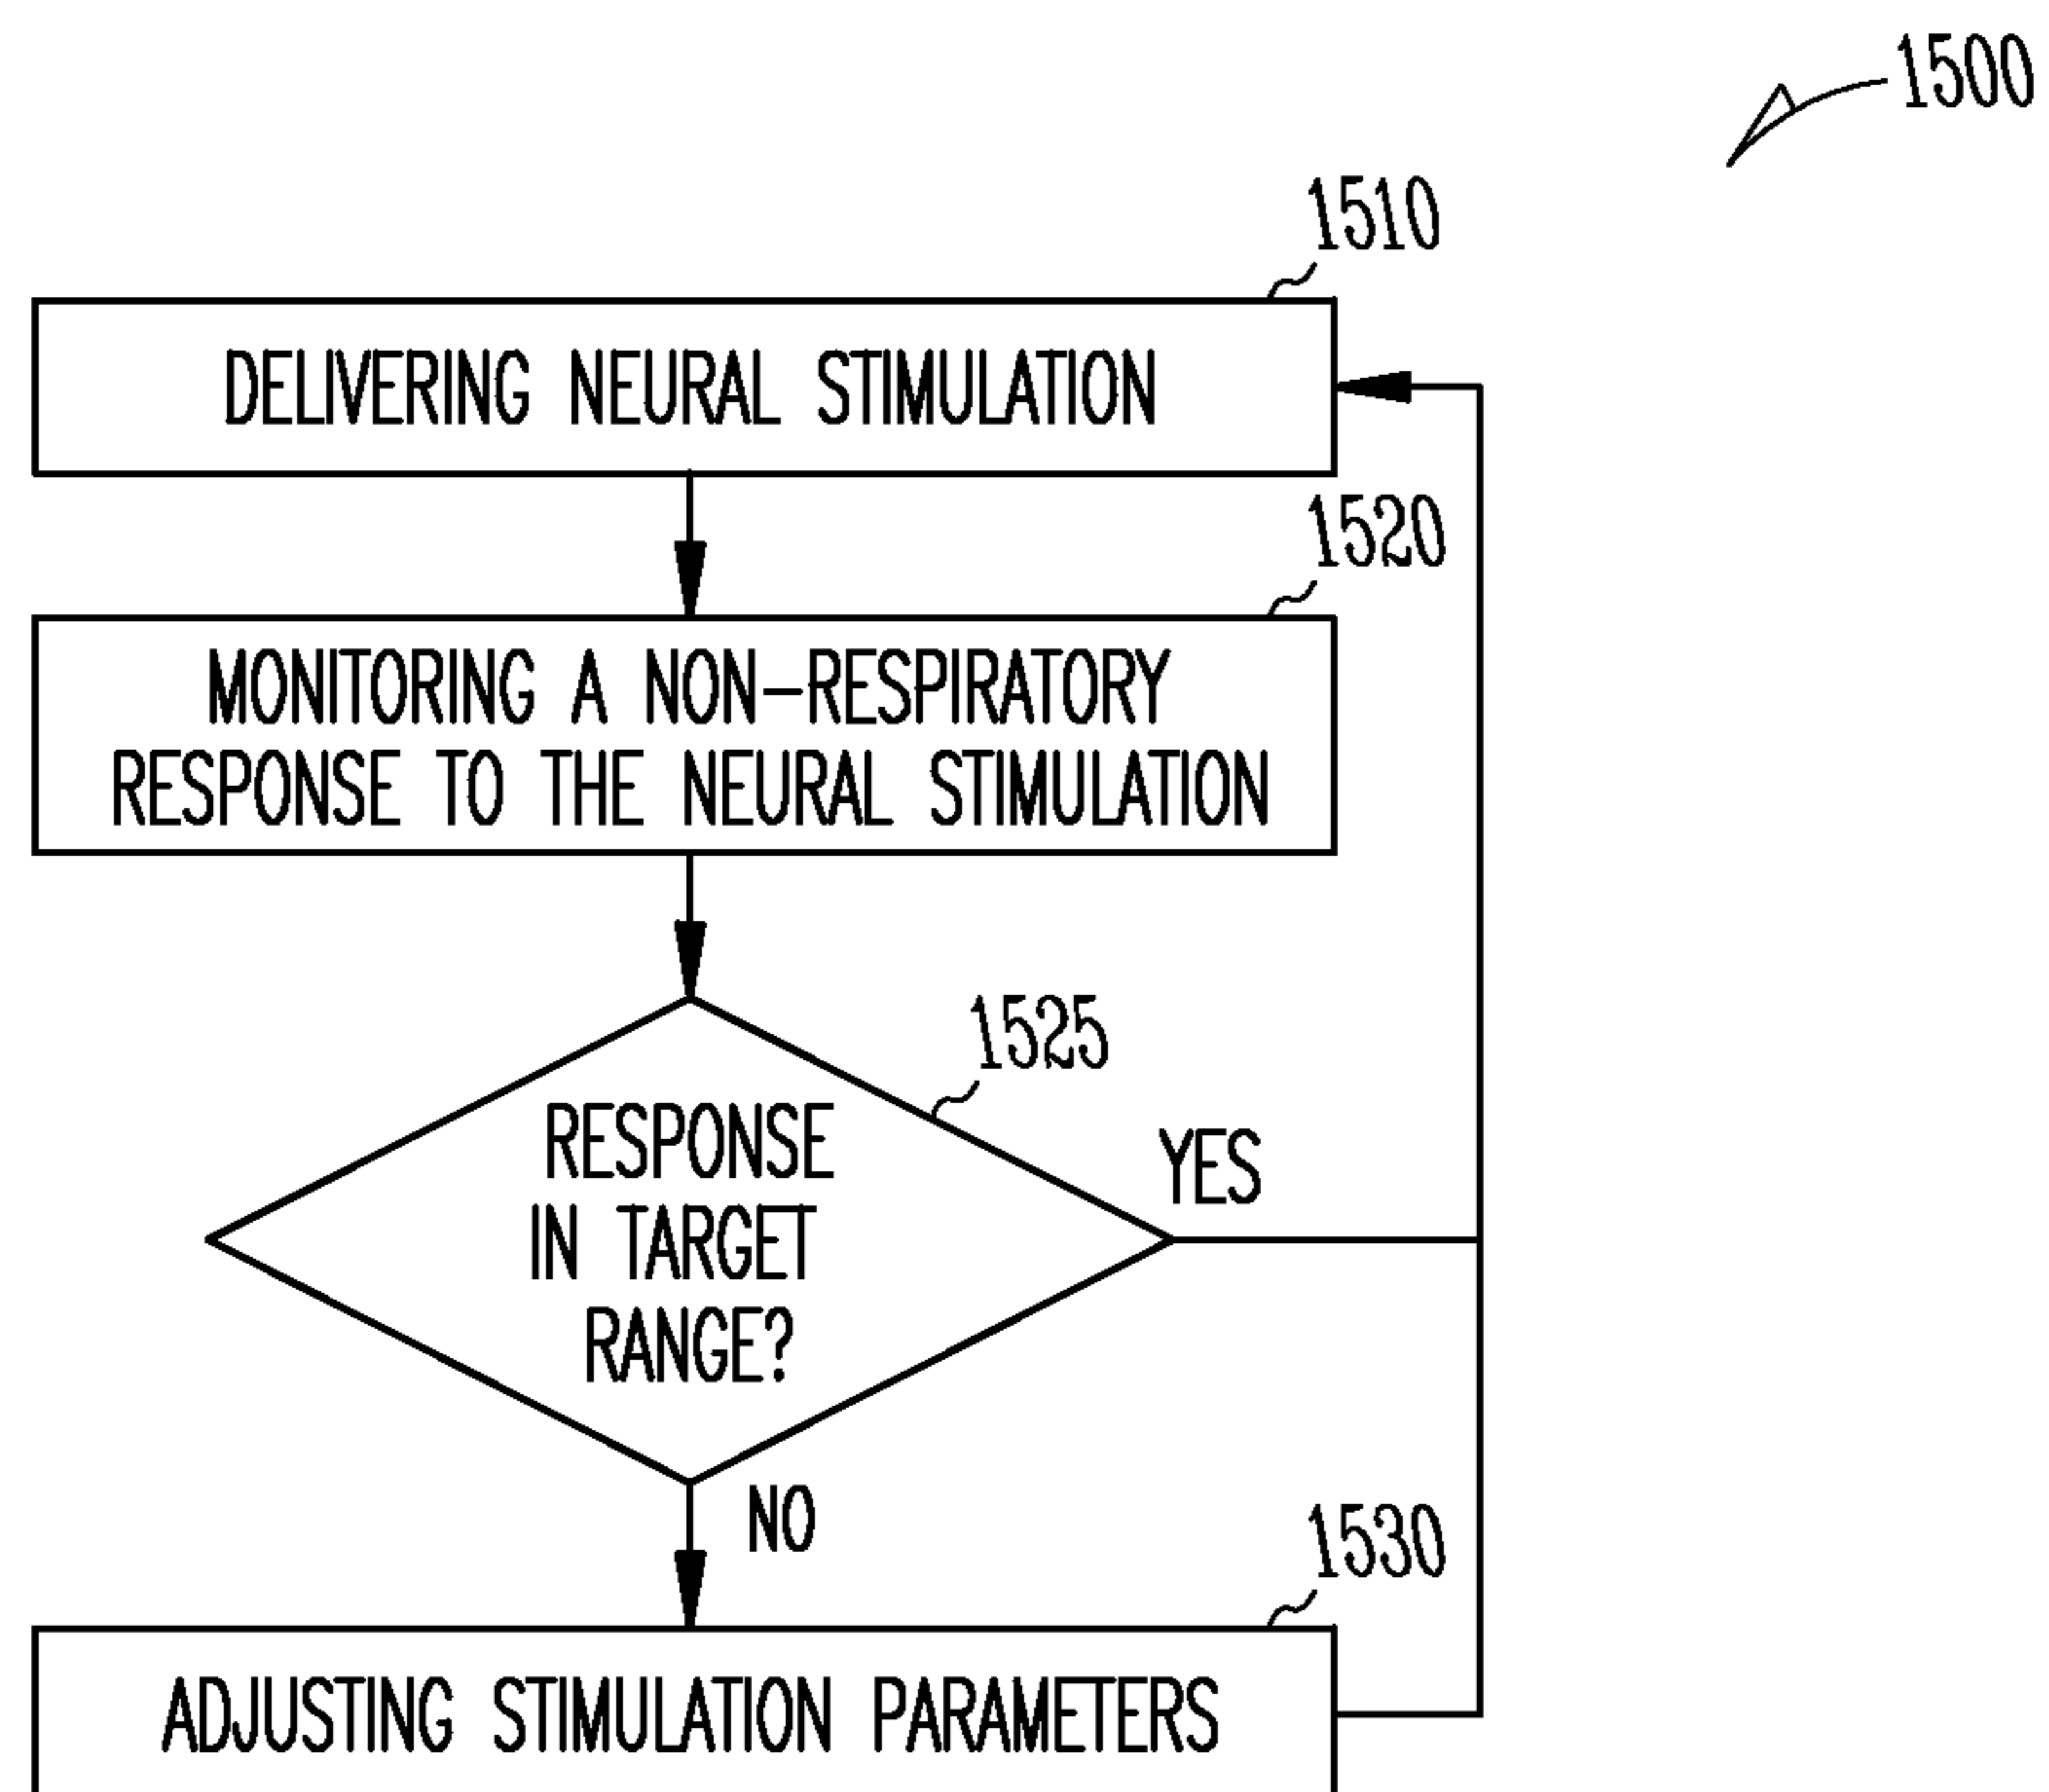 1500
1510
DELIVERING NEURAL STIMULATION
1520
MONITORING A NON-RESPIRATORY
RESPONSE TO THE NEURAL STIMULATION
1525
RESPONSE
IN TARGET
RANGE?
YES
NO
1530
ADJUSTING STIMULATION PARAMETERS